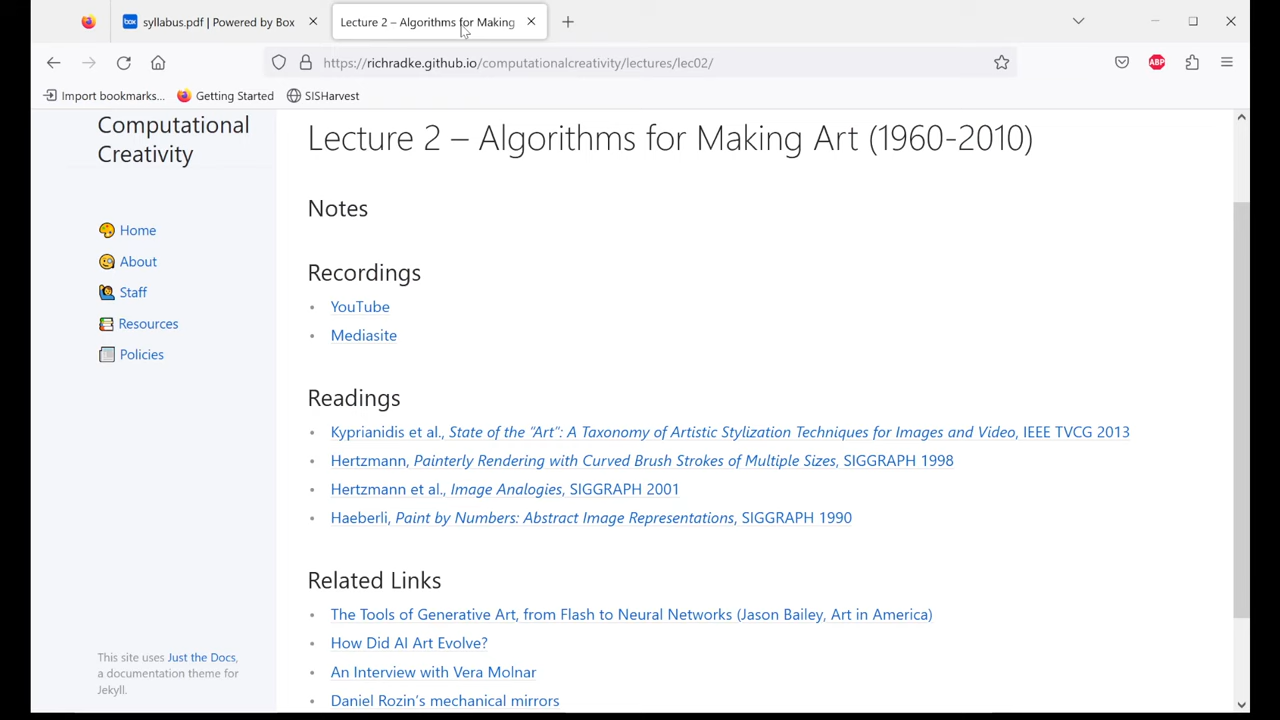 box
syllabus.pdf | Powered by Box
Lecture 2 – Algorithms for Making
https://richradke.github.io/computationalcreativity/lectures/lec02/
ABP
Import bookmarks...
Getting Started
SISHarvest
Computational
Creativity
Home
About
Staff
Resources
Policies
This site uses Just the Docs,
a documentation theme for
Jekyll.
Lecture 2 – Algorithms for Making Art (1960-2010)
Notes
Recordings
• YouTube
• Mediasite
Readings
• Kyprianidis et al., State of the “Art”: A Taxonomy of Artistic Stylization Techniques for Images and Video, IEEE TVCG 2013
• Hertzmann, Painterly Rendering with Curved Brush Strokes of Multiple Sizes, SIGGRAPH 1998
• Hertzmann et al., Image Analogies, SIGGRAPH 2001
• Haeberli, Paint by Numbers: Abstract Image Representations, SIGGRAPH 1990
Related Links
• The Tools of Generative Art, from Flash to Neural Networks (Jason Bailey, Art in America)
• How Did AI Art Evolve?
• An Interview with Vera Molnar
• Daniel Rozin’s mechanical mirrors